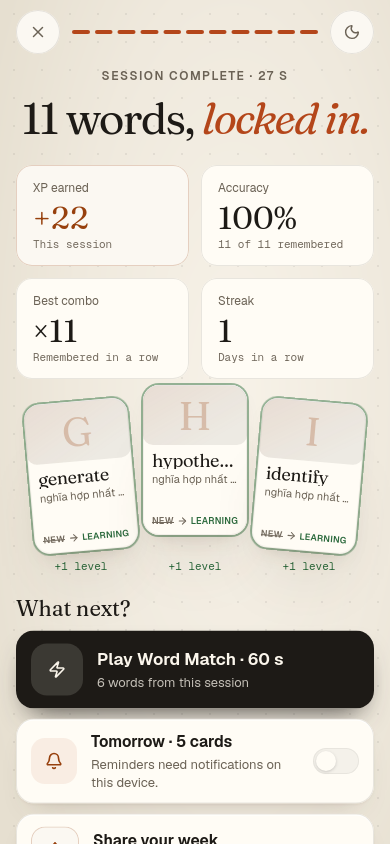 SESSION COMPLETE · 27 S
11 words, locked in.
XP earned
+22
This session
Accuracy
100%
11 of 11 remembered
Best combo
×11
Remembered in a row
Streak
1
Days in a row
G
generate
nghĩa hợp nhất ...
NEW → LEARNING
+1 level
H
hypothe...
nghĩa hợp nhất ...
NEW → LEARNING
+1 level
I
identify
nghĩa hợp nhất ...
NEW → LEARNING
+1 level
What next?
Play Word Match · 60 s
6 words from this session
Tomorrow · 5 cards
Reminders need notifications on
this device.
Share your week